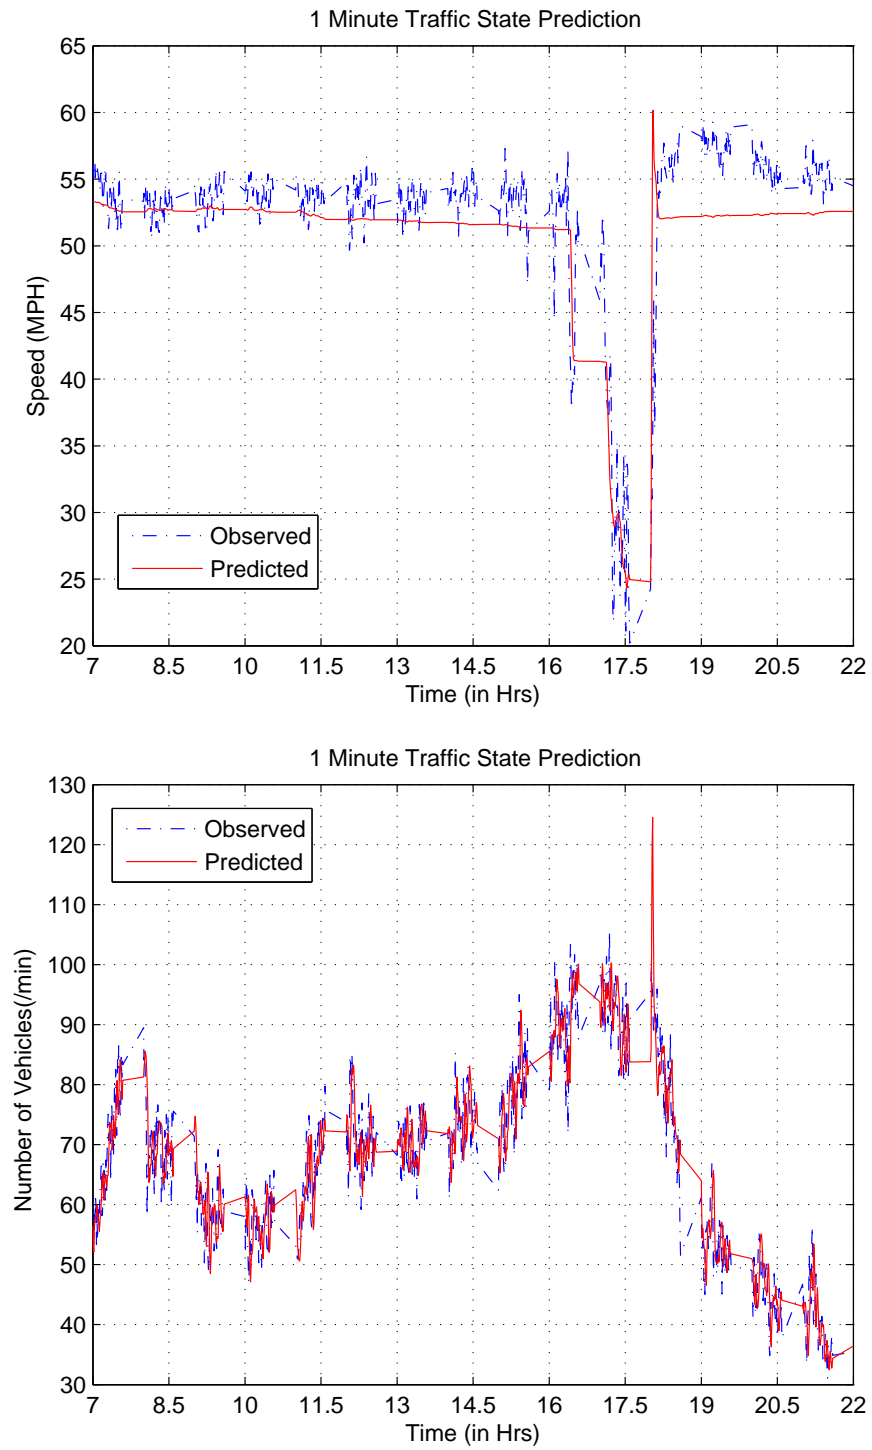 1 Minute Traffic State Prediction
65
60
55
50
45
40
35
30
25
20
Speed (MPH)
Observed
Predicted
7 8.5 10 11.5 13 14.5 16 17.5 19 20.5 22
Time (in Hrs)
1 Minute Traffic State Prediction
130
120
110
100
90
80
70
60
50
40
30
Number of Vehicles(/min)
Observed
Predicted
7 8.5 10 11.5 13 14.5 16 17.5 19 20.5 22
Time (in Hrs)